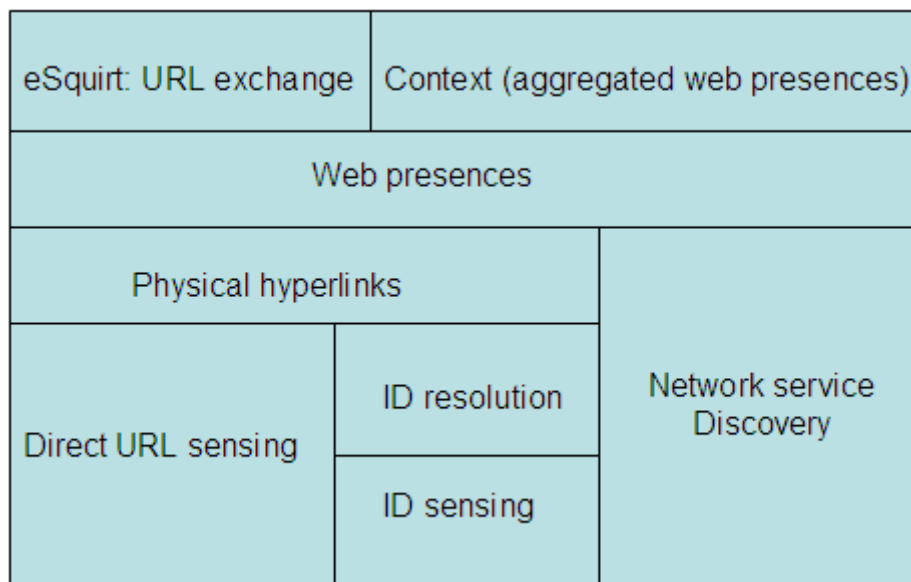 eSquirt: URL exchange
Context (aggregated web presences)
Web presences
Physical hyperlinks
Direct URL sensing
ID resolution
ID sensing
Network service
Discovery